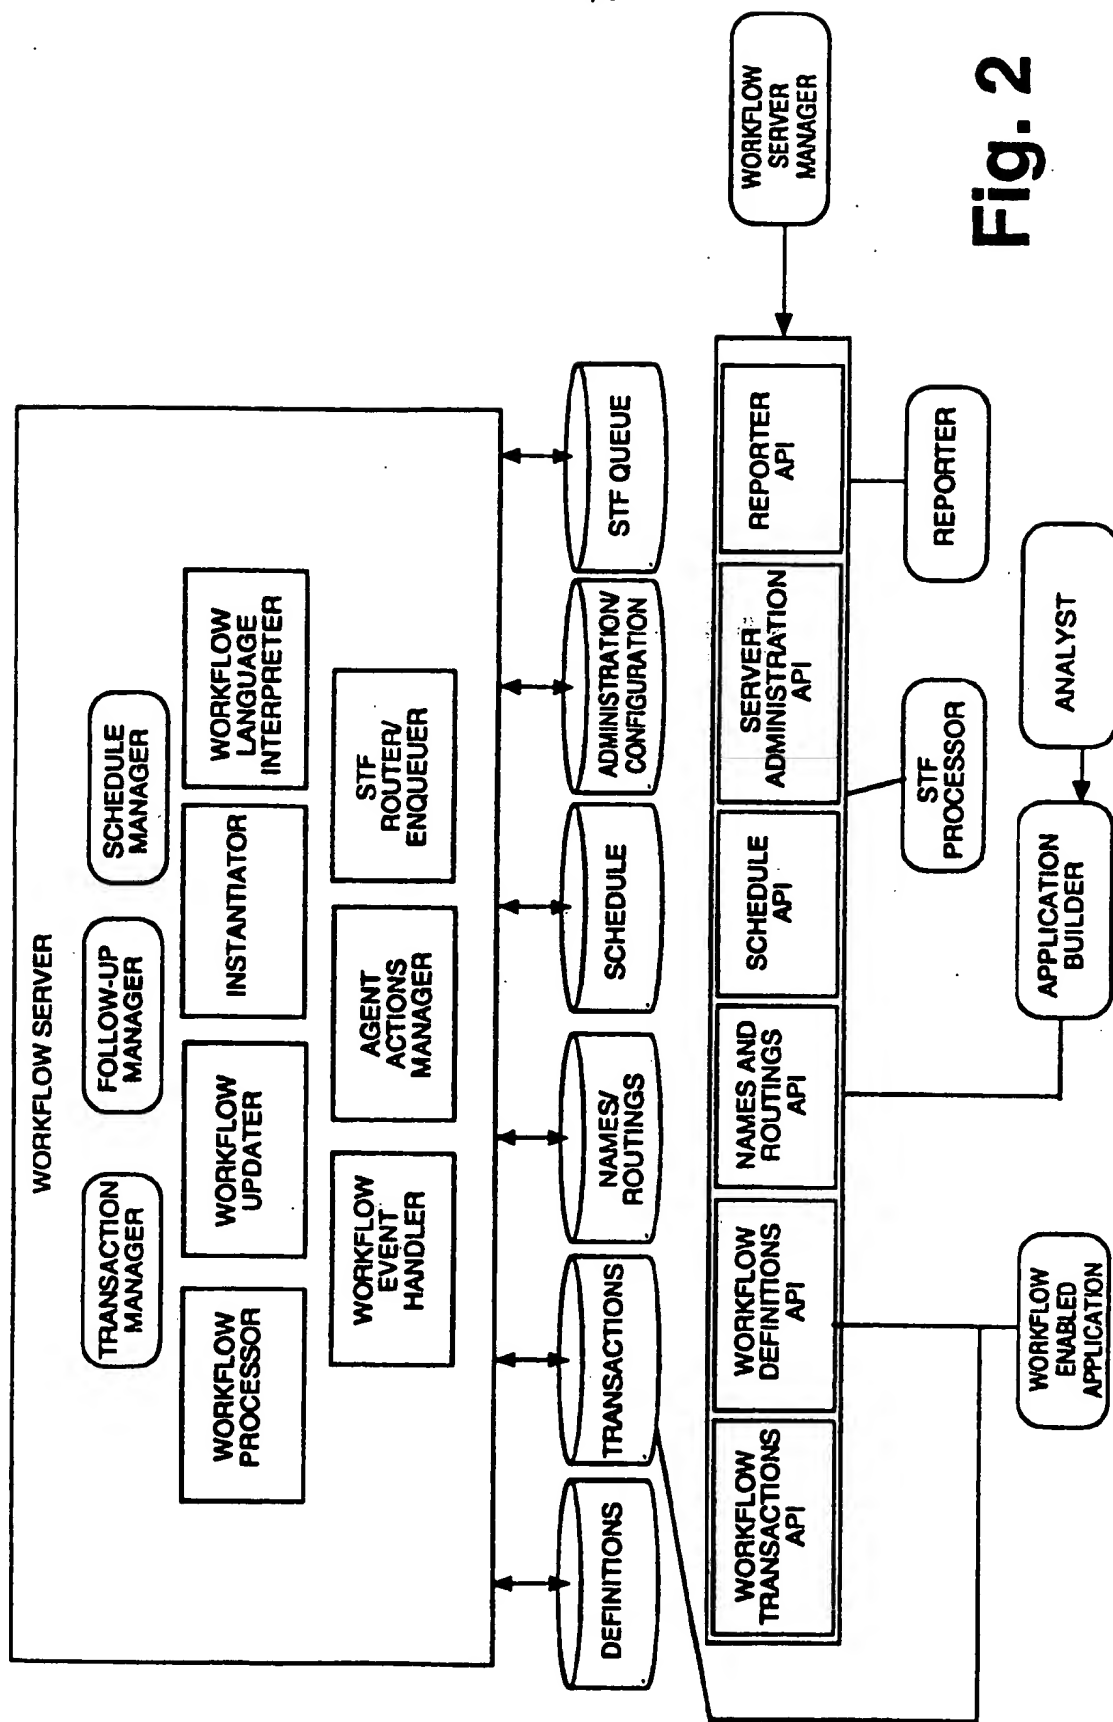 WORKFLOW SERVER
TRANSACTION
MANAGER
FOLLOW-UP
MANAGER
SCHEDULE
MANAGER
WORKFLOW
PROCESSOR
WORKFLOW
UPDATER
INSTANTIATOR
WORKFLOW
LANGUAGE
INTERPRETER
WORKFLOW
EVENT
HANDLER
AGENT
ACTIONS
MANAGER
STF
ROUTER/
ENQUEUER
DEFINITIONS
TRANSACTIONS
NAMES/
ROUTINGS
SCHEDULE
ADMINISTRATION/
CONFIGURATION
STF QUEUE
WORKFLOW
TRANSACTIONS
API
WORKFLOW
DEFINITIONS
API
NAMES AND
ROUTINGS
API
SCHEDULE
API
SERVER
ADMINISTRATION
API
REPORTER
API
WORKFLOW
SERVER
MANAGER
STF
PROCESSOR
REPORTER
WORKFLOW
ENABLED
APPLICATION
APPLICATION
BUILDER
ANALYST
Fig. 2